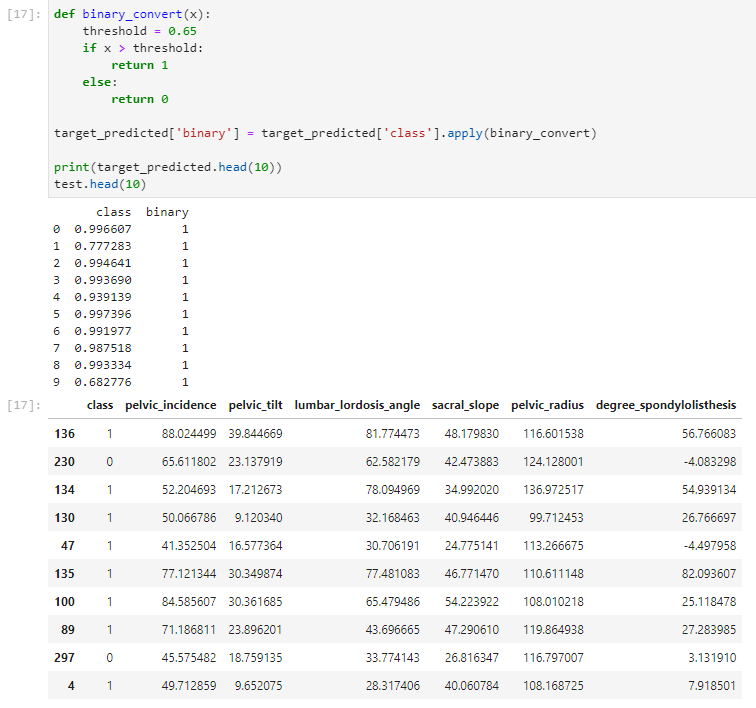 [17]: def binary_convert(x):
    threshold = 0.65
    if x > threshold:
        return 1
    else:
        return 0
target_predicted['binary'] = target_predicted['class'].apply(binary_convert)
print(target_predicted.head(10))
test.head(10)
class binary
0 0.996607 1
1 0.777283 1
2 0.994641 1
3 0.993690 1
4 0.939139 1
5 0.997396 1
6 0.991977 1
7 0.987518 1
8 0.993334 1
9 0.682776 1
[17]: class pelvic_incidence pelvic_tilt lumbar_lordosis_angle sacral_slope pelvic_radius degree_spondylolisthesis
136 1 88.024499 39.844669 81.774473 48.179830 116.601538 56.766083
230 0 65.611802 23.137919 62.582179 42.473883 124.128001 -4.083298
134 1 52.204693 17.212673 78.094969 34.992020 136.972517 54.939134
130 1 50.066786 9.120340 32.168463 40.946446 99.712453 26.766697
47 1 41.352504 16.577364 30.706191 24.775141 113.266675 -4.497958
135 1 77.121344 30.349874 77.481083 46.771470 110.611148 82.093607
100 1 84.585607 30.361685 65.479486 54.223922 108.010218 25.118478
89 1 71.186811 23.896201 43.696665 47.290610 119.864938 27.283985
297 0 45.575482 18.759135 33.774143 26.816347 116.797007 3.131910
4 1 49.712859 9.652075 28.317406 40.060784 108.168725 7.918501